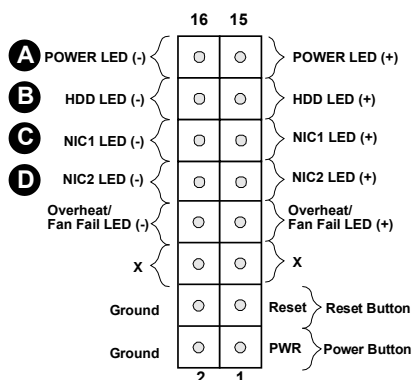 16 15
A POWER LED (-) POWER LED (+)
B HDD LED (-) HDD LED (+)
C NIC1 LED (-) NIC1 LED (+)
D NIC2 LED (-) NIC2 LED (+)
Overheat/ Overheat/
Fan Fail LED (-) Fan Fail LED (+)
X X
Ground Reset Reset Button
Ground PWR Power Button
2 1